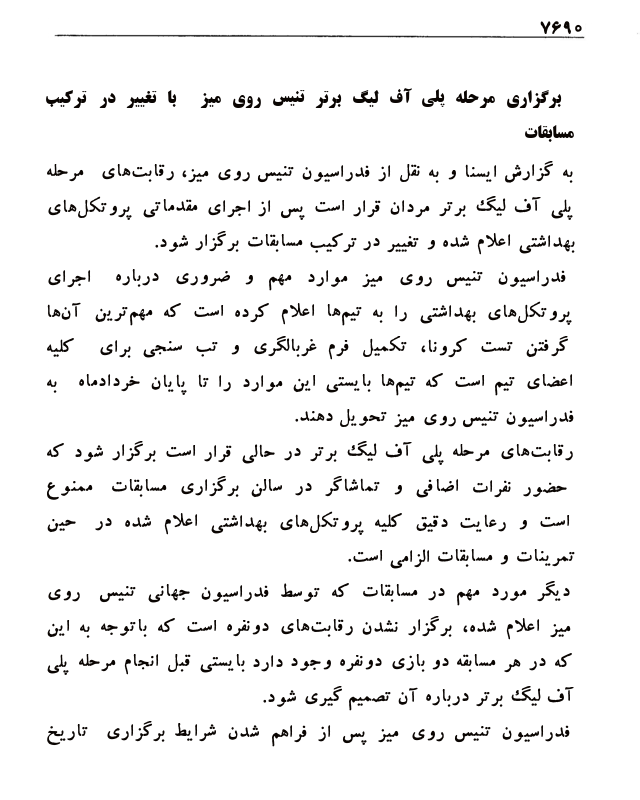 ۷۶۹۰
برگزاری مرحله پلی آف لیگ برتر تنیس روی میز با تغییر در ترکیب
مسابقات
به گزارش ایسنا و به نقل از فدراسیون تنیس روی میز، رقابت‌های مرحله
پلی آف لیگ برتر مردان قرار است پس از اجرای مقدماتی پروتکل‌های
بهداشتی اعلام شده و تغییر در ترکیب مسابقات برگزار شود.
فدراسیون تنیس روی میز موارد مهم و ضروری درباره اجرای
پروتکل‌های بهداشتی را به تیم‌ها اعلام کرده است که مهم‌ترین آن‌ها
گرفتن تست کرونا، تکمیل فرم غربالگری و تب سنجی برای کلیه
اعضای تیم است که تیم‌ها بایستی این موارد را تا پایان خردادماه به
فدراسیون تنیس روی میز تحویل دهند.
رقابت‌های مرحله پلی آف لیگ برتر در حالی قرار است برگزار شود که
حضور نفرات اضافی و تماشاگر در سالن برگزاری مسابقات ممنوع
است و رعایت دقیق کلیه پروتکل‌های بهداشتی اعلام شده در حین
تمرینات و مسابقات الزامی است.
دیگر مورد مهم در مسابقات که توسط فدراسیون جهانی تنیس روی
میز اعلام شده، برگزار نشدن رقابت‌های دونفره است که باتوجه به این
که در هر مسابقه دو بازی دونفره وجود دارد بایستی قبل انجام مرحله پلی
آف لیگ برتر درباره آن تصمیم گیری شود.
فدراسیون تنیس روی میز پس از فراهم شدن شرایط برگزاری تاریخ